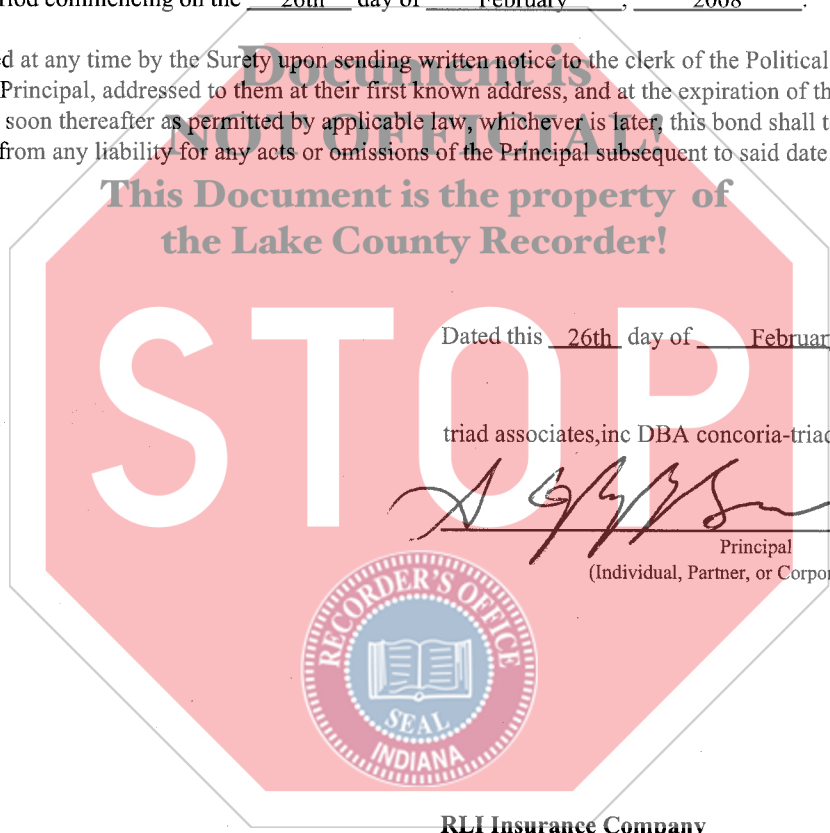 riod commencing on the 26th day of February, 2008.
d at any time by the Surety upon sending written notice to the clerk of the Political
Principal, addressed to them at their first known address, and at the expiration of th
soon thereafter as permitted by applicable law, whichever is later, this bond shall t
from any liability for any acts or omissions of the Principal subsequent to said date
Document is
NOT OFFICIAL!
This Document is the property of
the Lake County Recorder!
STOP
Dated this 26th day of Februar
triad associates,inc DBA concoria-triad
Principal
(Individual, Partner, or Corpor
RECORDER'S OFFICE
SEAL
INDIANA
RLI Insurance Company